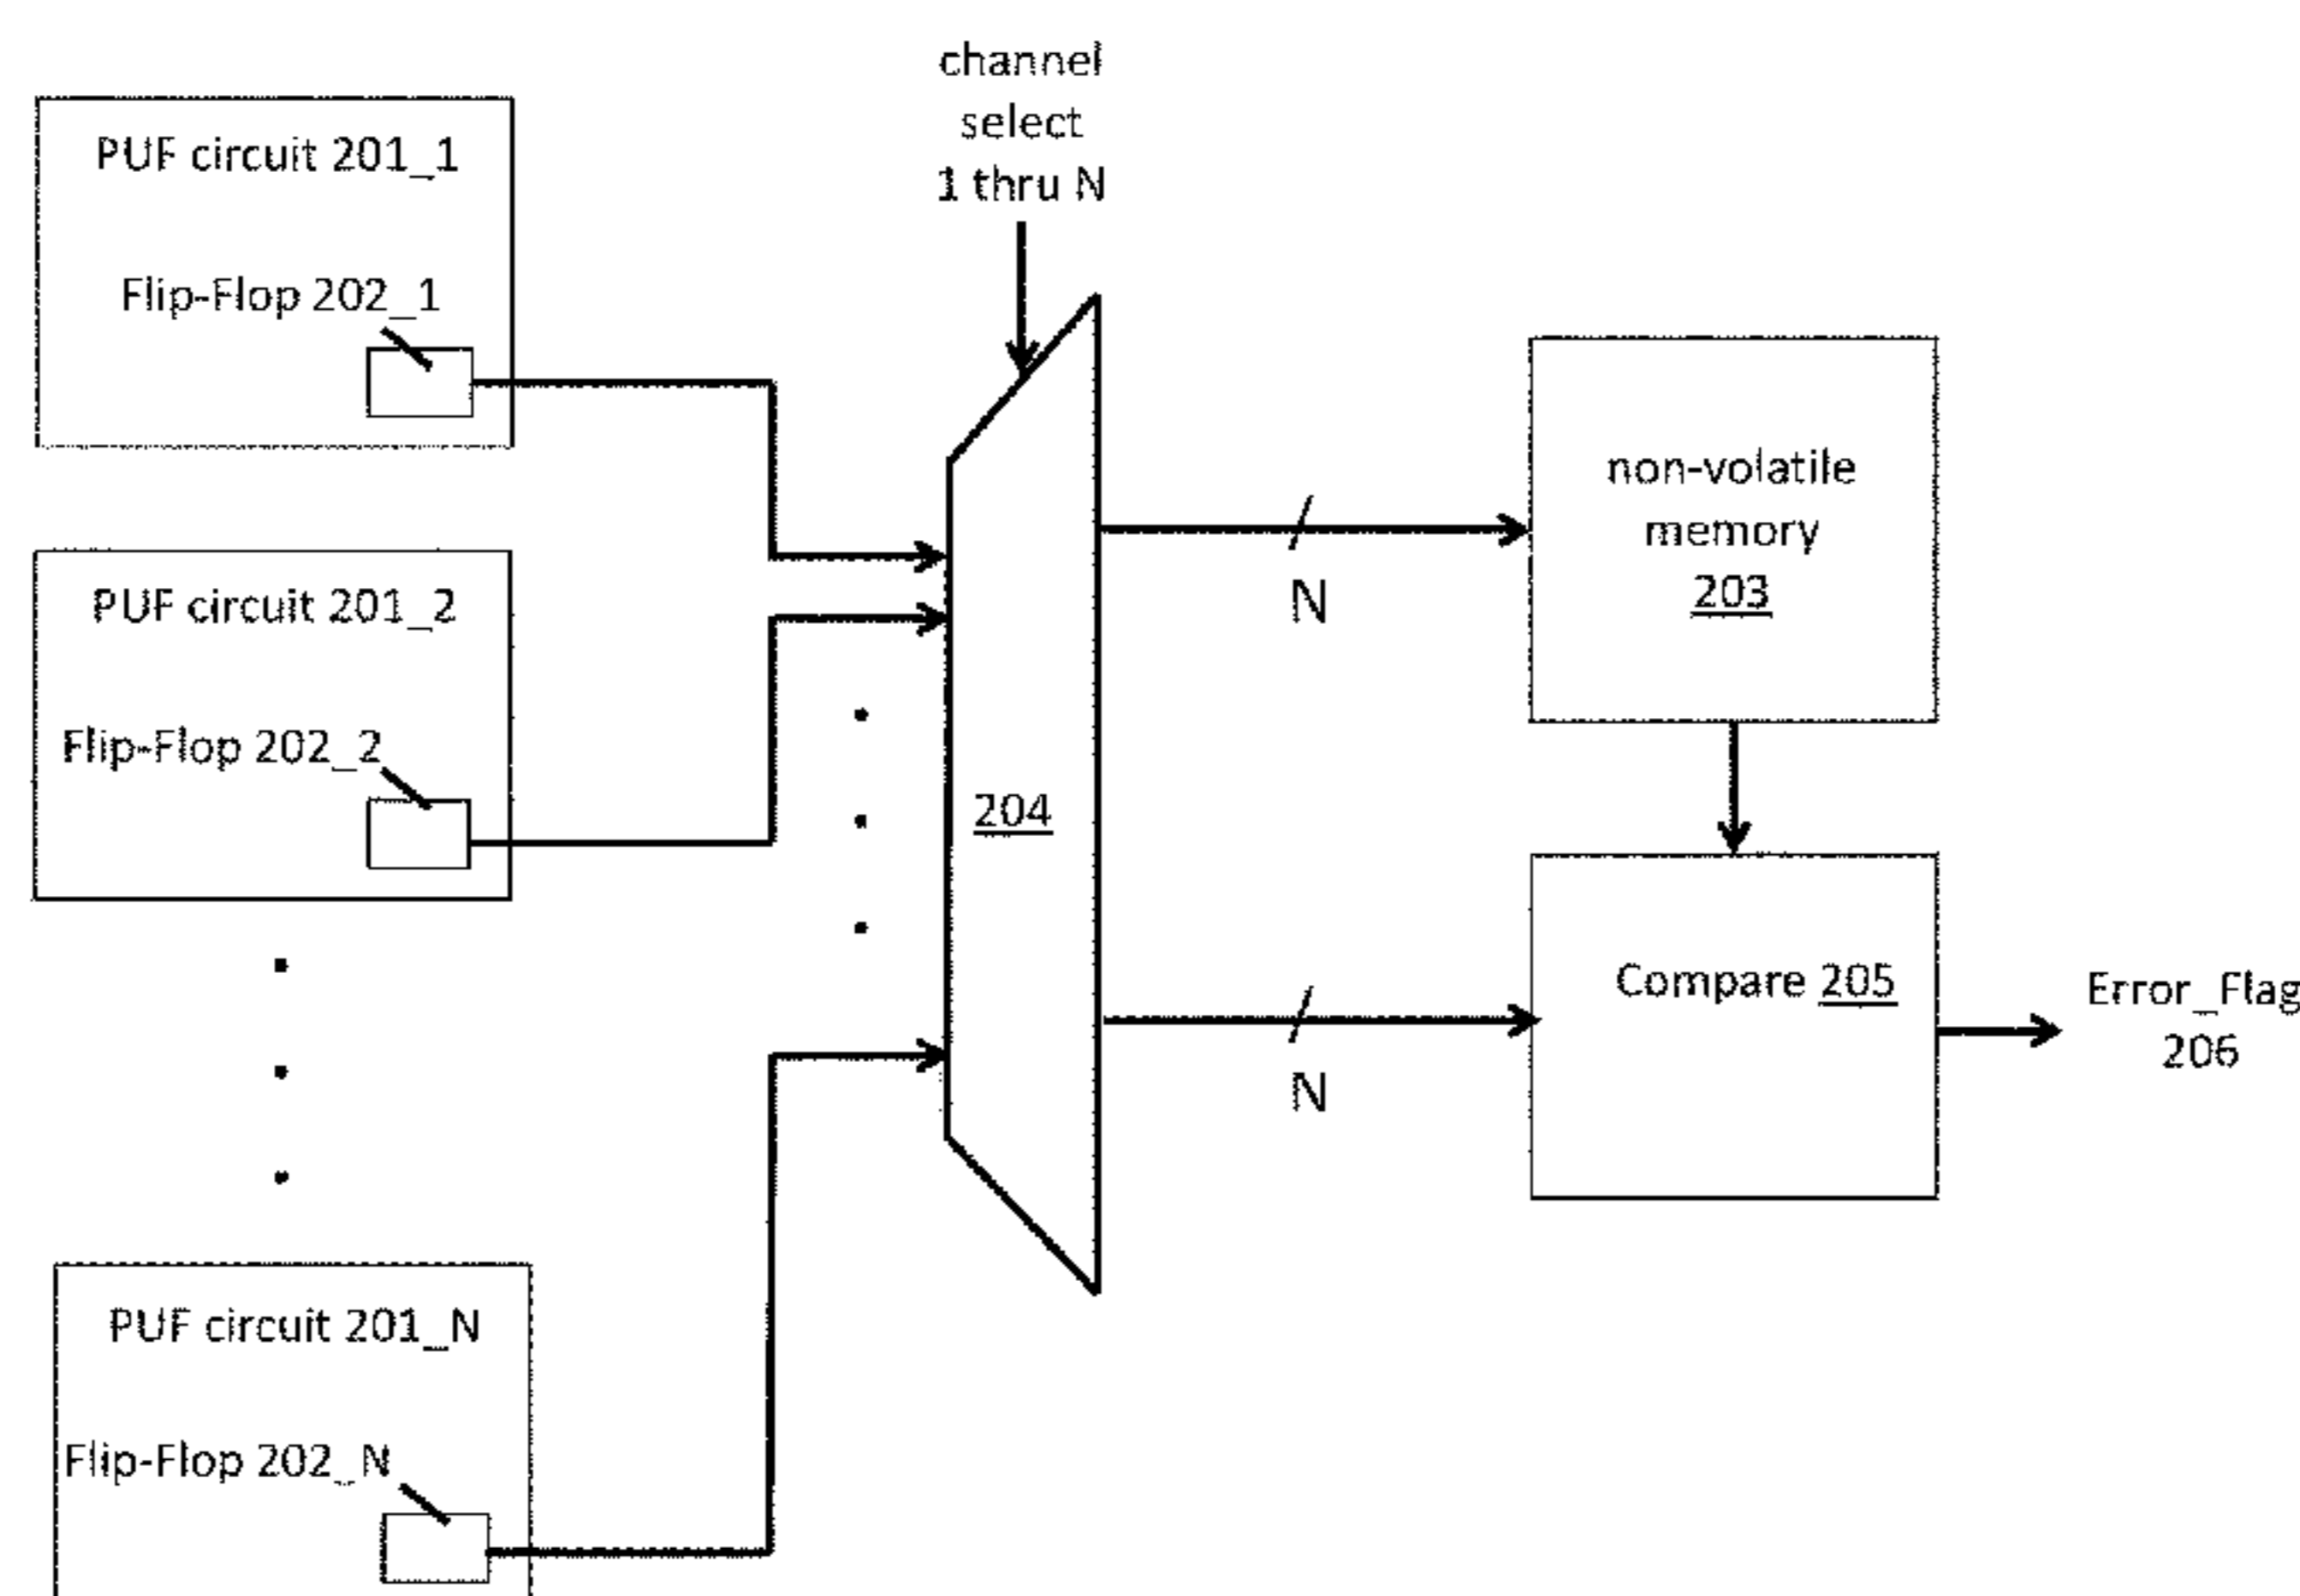 channel
select
1 thru N
PUF circuit 201_1
Flip-Flop 202_1
PUF circuit 201_2
Flip-Flop 202_2
PUF circuit 201_N
Flip-Flop 202_N
204
N
N
non-volatile
memory
203
Compare 205
Error_Flag
206